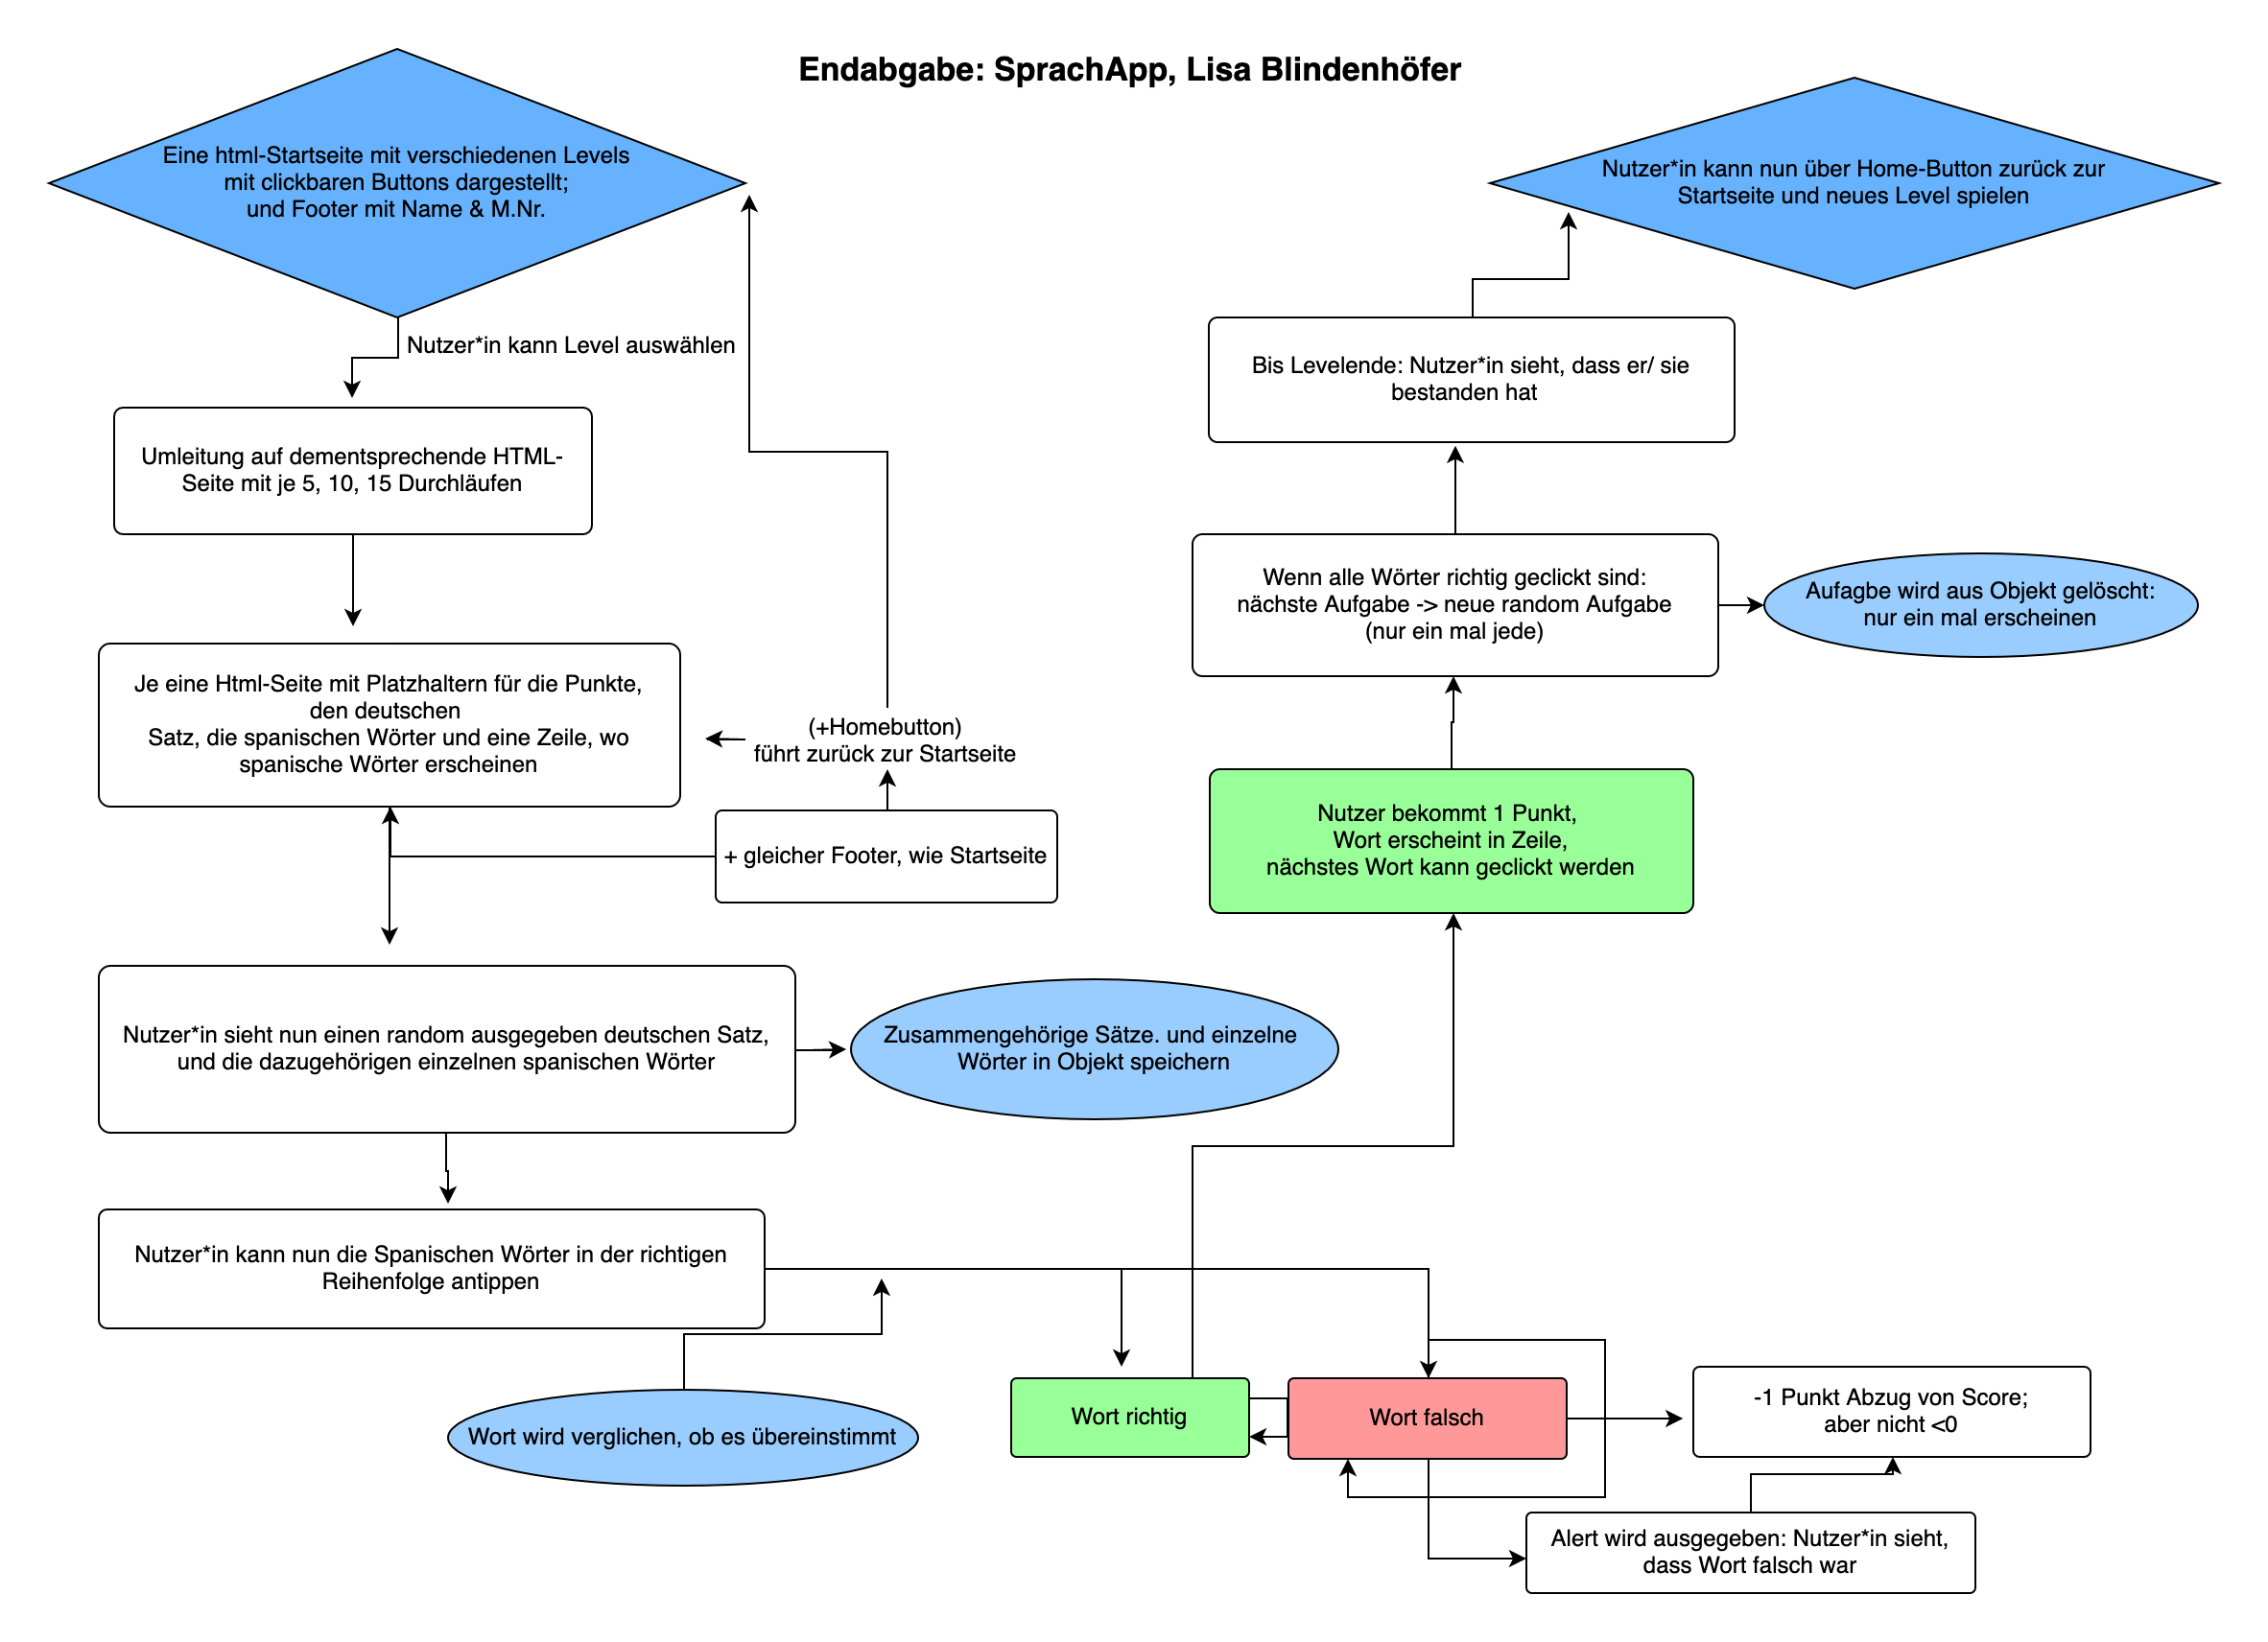 Endabgabe: SprachApp, Lisa Blindenhöfer
Eine html-Startseite mit verschiedenen Levels
mit clickbaren Buttons dargestellt;
und Footer mit Name & M.Nr.
Nutzer*in kann Level auswählen
Umleitung auf dementsprechende HTML-
Seite mit je 5, 10, 15 Durchläufen
Je eine Html-Seite mit Platzhaltern für die Punkte,
den deutschen
Satz, die spanischen Wörter und eine Zeile, wo
spanische Wörter erscheinen
(+Homebutton)
führt zurück zur Startseite
+ gleicher Footer, wie Startseite
Nutzer*in sieht nun einen random ausgegeben deutschen Satz,
und die dazugehörigen einzelnen spanischen Wörter
Zusammengehörige Sätze. und einzelne
Wörter in Objekt speichern
Nutzer*in kann nun die Spanischen Wörter in der richtigen
Reihenfolge antippen
Wort wird verglichen, ob es übereinstimmt
Wort richtig
Wort falsch
-1 Punkt Abzug von Score;
aber nicht <0
Alert wird ausgegeben: Nutzer*in sieht,
dass Wort falsch war
Nutzer bekommt 1 Punkt,
Wort erscheint in Zeile,
nächstes Wort kann geclickt werden
Wenn alle Wörter richtig geclickt sind:
nächste Aufgabe -> neue random Aufgabe
(nur ein mal jede)
Aufagbe wird aus Objekt gelöscht:
nur ein mal erscheinen
Bis Levelende: Nutzer*in sieht, dass er/ sie
bestanden hat
Nutzer*in kann nun über Home-Button zurück zur
Startseite und neues Level spielen